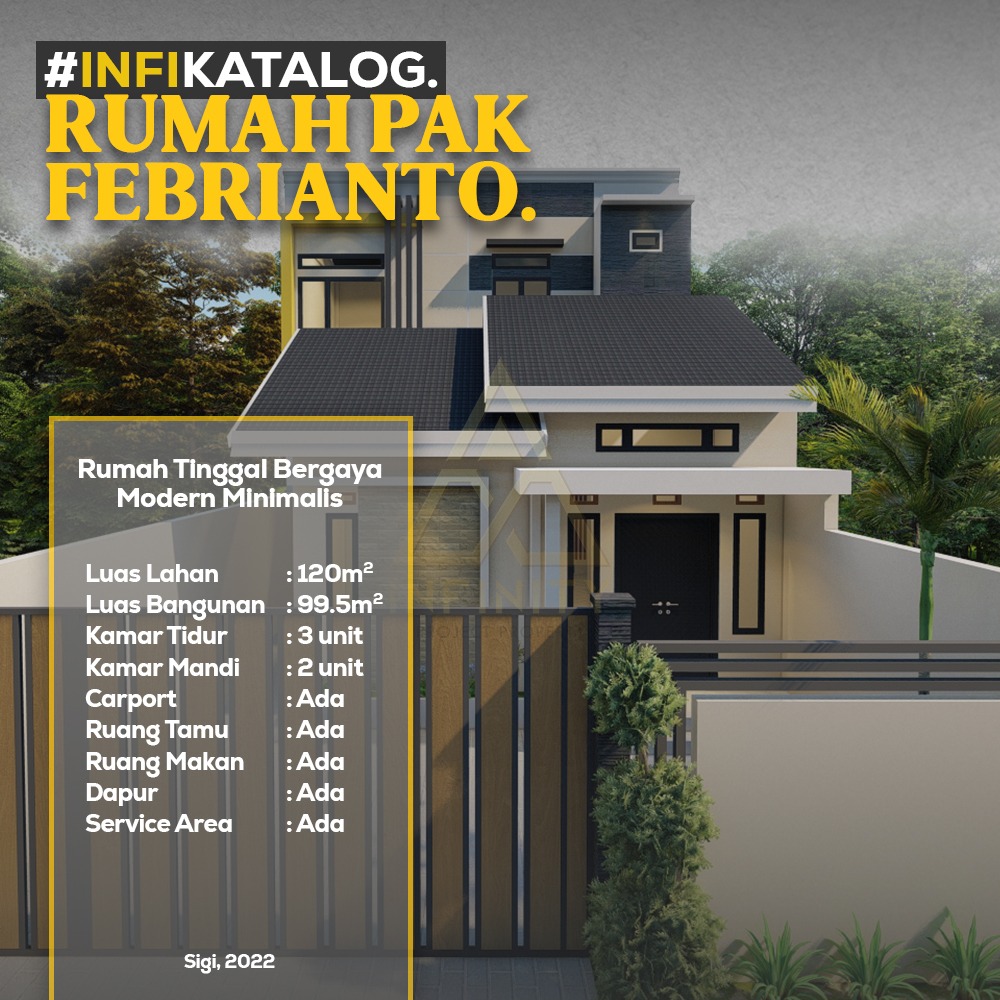 #INFIKATALOG.
RUMAH PAK
FEBRIANTO.
Rumah Tinggal Bergaya
Modern Minimalis
Luas Lahan : 120m²
Luas Bangunan : 99.5m²
Kamar Tidur : 3 unit
Kamar Mandi : 2 unit
Carport : Ada
Ruang Tamu : Ada
Ruang Makan : Ada
Dapur : Ada
Service Area : Ada
Sigi, 2022